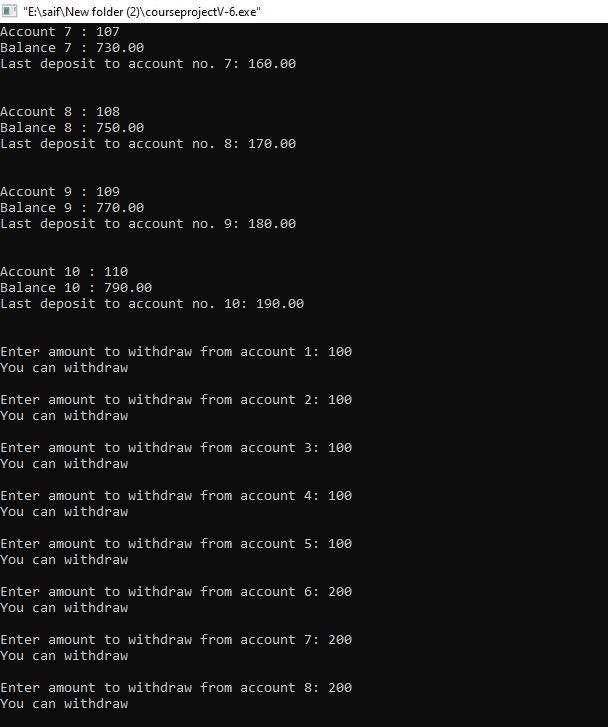 "E:\saif\New folder (2)\courseprojectV-6.exe"
Account 7 : 107
Balance 7 : 730.00
Last deposit to account no. 7: 160.00
Account 8 : 108
Balance 8 : 750.00
Last deposit to account no. 8: 170.00
Account 9 : 109
Balance 9 : 770.00
Last deposit to account no. 9: 180.00
Account 10 : 110
Balance 10 : 790.00
Last deposit to account no. 10: 190.00
Enter amount to withdraw from account 1: 100
You can withdraw
Enter amount to withdraw from account 2: 100
You can withdraw
Enter amount to withdraw from account 3: 100
You can withdraw
Enter amount to withdraw from account 4: 100
You can withdraw
Enter amount to withdraw from account 5: 100
You can withdraw
Enter amount to withdraw from account 6: 200
You can withdraw
Enter amount to withdraw from account 7: 200
You can withdraw
Enter amount to withdraw from account 8: 200
You can withdraw